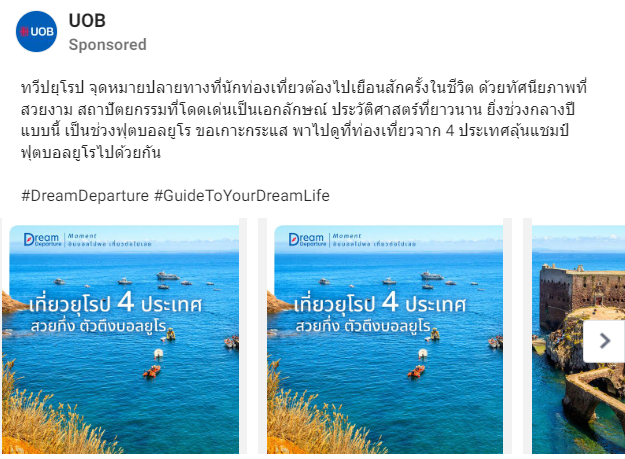 UOB
UOB
Sponsored
ทวีปยุโรป จุดหมายปลายทางที่นักท่องเที่ยวต้องไปเยือนสักครั้งในชีวิต ด้วยทัศนียภาพที่
สวยงาม สถาปัตยกรรมที่โดดเด่นเป็นเอกลักษณ์ ประวัติศาสตร์ที่ยาวนาน ยิ่งช่วงกลางปี
แบบนี้ เป็นช่วงฟุตบอลยูโร ขอเกาะกระแส พาไปดูที่ท่องเที่ยวจาก 4 ประเทศลุ้นแชมป์
ฟุตบอลยูโรไปด้วยกัน
#DreamDeparture #GuideToYourDreamLife
Dream Departure
Moment
เที่ยวยุโรป 4 ประเทศ
สวยกิ่ง ตัวตึงบอลยูโร
Dream Departure
Moment
เที่ยวยุโรป 4 ประเทศ
สวยกิ่ง ตัวตึงบอลยูโร